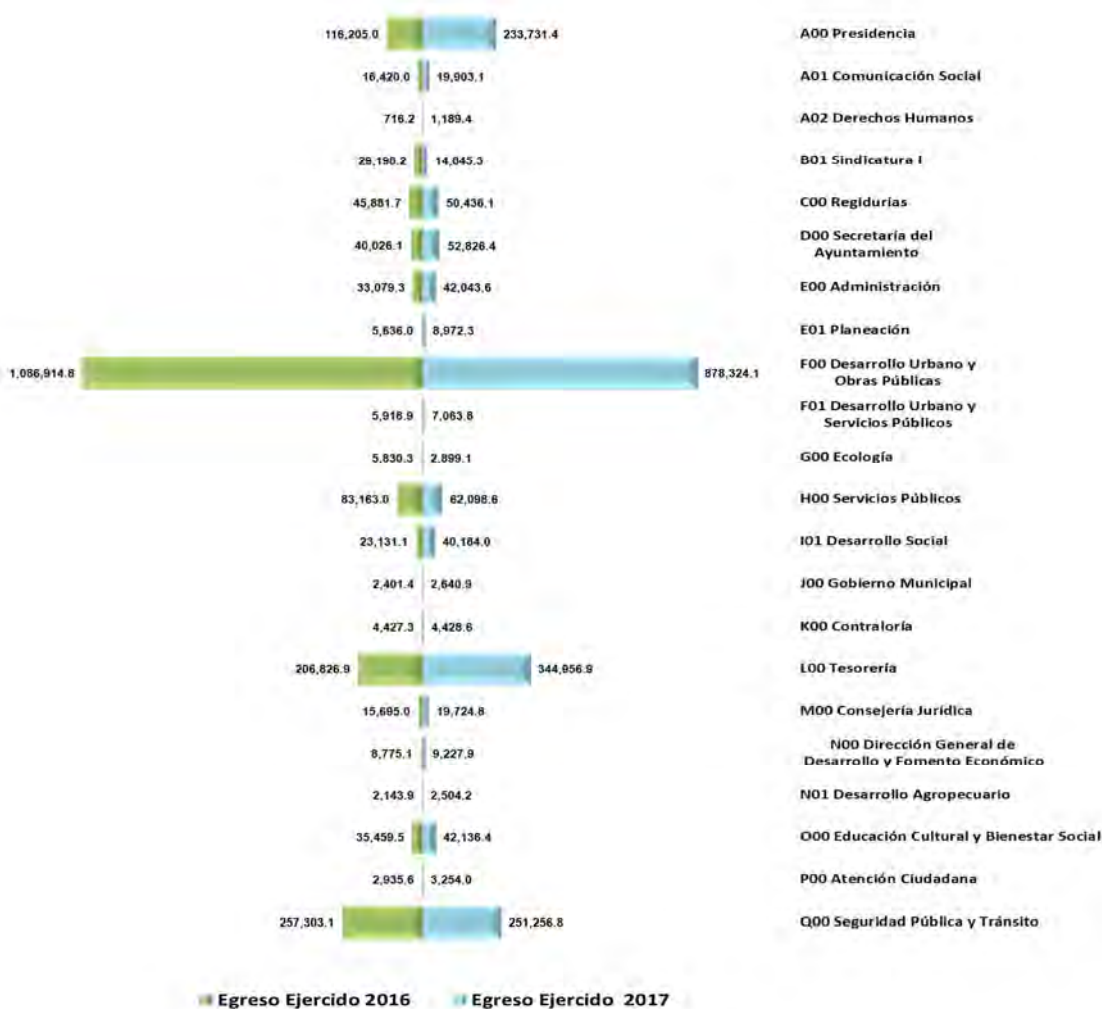 116,205.0 233,731.4 A00 Presidencia
16,420.0 19,903.1 A01 Comunicación Social
716.2 1,189.4 A02 Derechos Humanos
29,190.2 14,045.3 B01 Sindicatura I
45,881.7 50,436.1 C00 Regidurías
40,026.1 52,826.4 D00 Secretaría del
Ayuntamiento
33,079.3 42,043.6 E00 Administración
5,636.0 8,972.3 E01 Planeación
1,086,914.8 878,324.1 F00 Desarrollo Urbano y
Obras Públicas
5,916.9 7,063.8 F01 Desarrollo Urbano y
Servicios Públicos
5,830.3 2,899.1 G00 Ecología
83,163.0 62,098.6 H00 Servicios Públicos
23,131.1 40,164.0 I01 Desarrollo Social
2,401.4 2,640.9 J00 Gobierno Municipal
4,427.3 4,428.6 K00 Contraloría
206,826.9 344,956.9 L00 Tesorería
15,695.0 19,724.8 M00 Consejería Jurídica
8,775.1 9,227.9 N00 Dirección General de
Desarrollo y Fomento Económico
2,143.9 2,504.2 N01 Desarrollo Agropecuario
35,459.5 42,136.4 O00 Educación Cultural y Bienestar Social
2,935.6 3,254.0 P00 Atención Ciudadana
257,303.1 251,256.8 Q00 Seguridad Pública y Tránsito
Egreso Ejercido 2016 Egreso Ejercido 2017